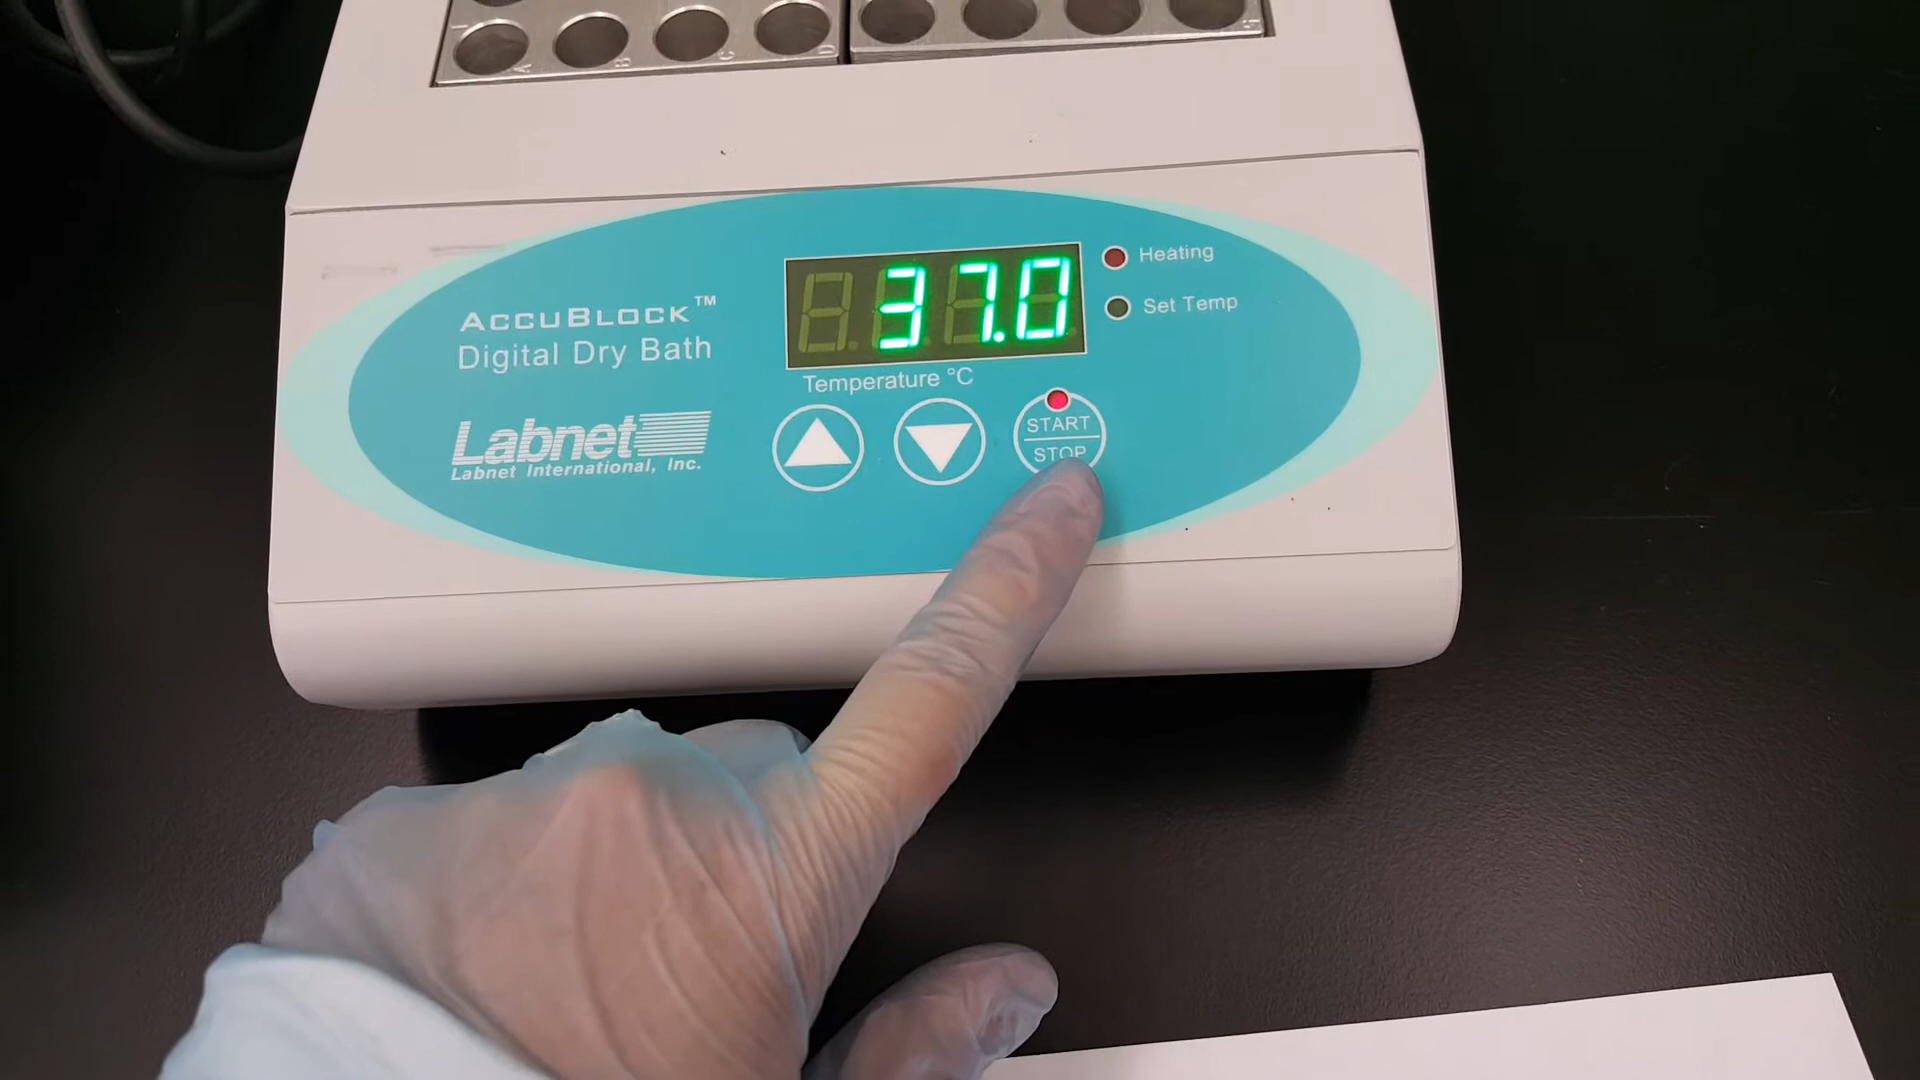 A B C D
37.0
Heating
Set Temp
ACCUBLOCK™
Digital Dry Bath
Temperature °C
START
STOP
Labnet
Labnet International, Inc.